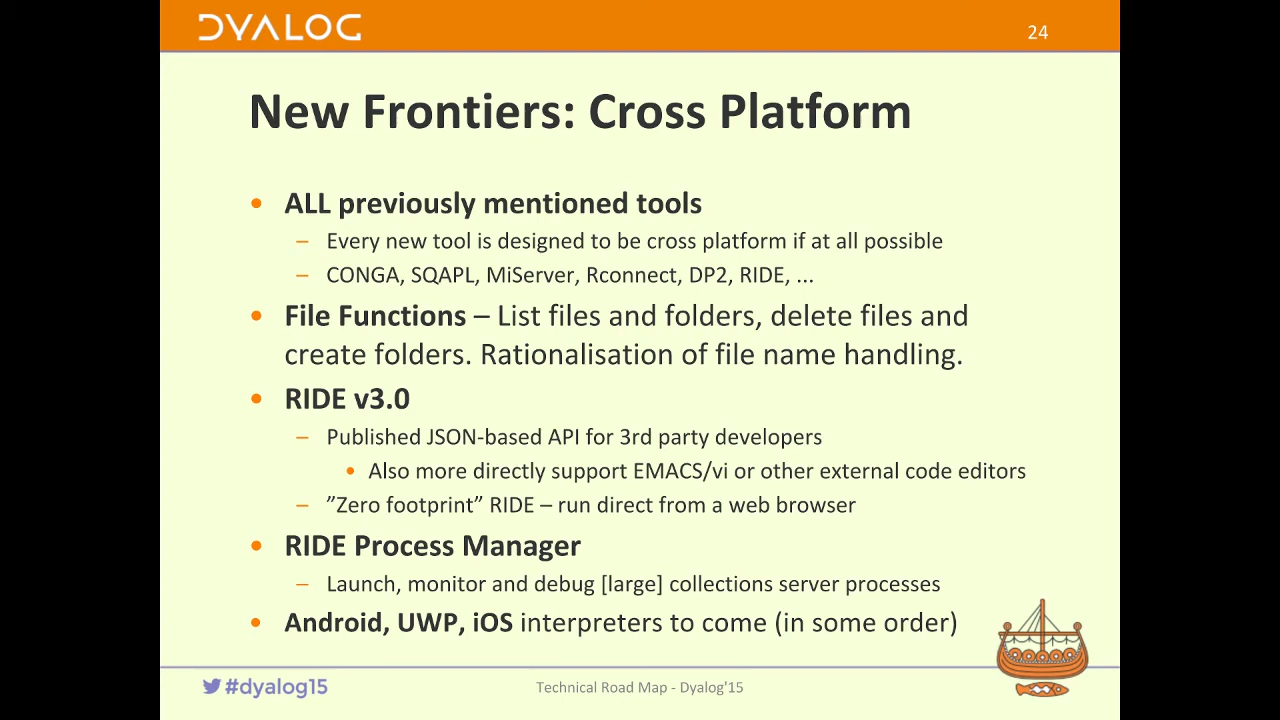 DYALOG
24
New Frontiers: Cross Platform
• ALL previously mentioned tools
– Every new tool is designed to be cross platform if at all possible
– CONGA, SQAPL, MiServer, Rconnect, DP2, RIDE, ...
• File Functions – List files and folders, delete files and
create folders. Rationalisation of file name handling.
• RIDE v3.0
– Published JSON-based API for 3rd party developers
• Also more directly support EMACS/vi or other external code editors
– ”Zero footprint” RIDE – run direct from a web browser
• RIDE Process Manager
– Launch, monitor and debug [large] collections server processes
• Android, UWP, iOS interpreters to come (in some order)
#dyalog15
Technical Road Map - Dyalog'15